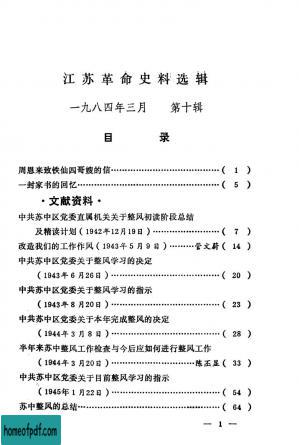 江苏革命史料选辑
一九八四年三月 第十辑
目 录
周恩来致铁仙四哥嫂的信……………………………………( 1 )
一封家书的回忆………………………………………………( 5 )
·文献资料·
中共苏中区党委直属机关关于整风初读阶段总结
及精读计划(1942年12月19日)……………………( 7 )
改造我们的工作作风(1943年5月9日)………管文蔚(14)
中共苏中区党委关于整风学习的决定
(1943年6月26日)………………………………(20)
中共苏中区党委关于整风学习的指示
(1943年8月20日)………………………………(23)
中共苏中区党委关于本年完成整风的决定
(1944年3月8日)………………………………(28)
半年来苏中整风工作检查与今后应如何进行整风工作
(1944年3月20日)……………………陈丕显(33)
中共苏中区党委关于目前整风学习的指示
(1945年1月22日)………………………………(54)
苏中整风的总结………………………………………………(64)
— 1 —
homeofpdf.com
homeofpdf.com